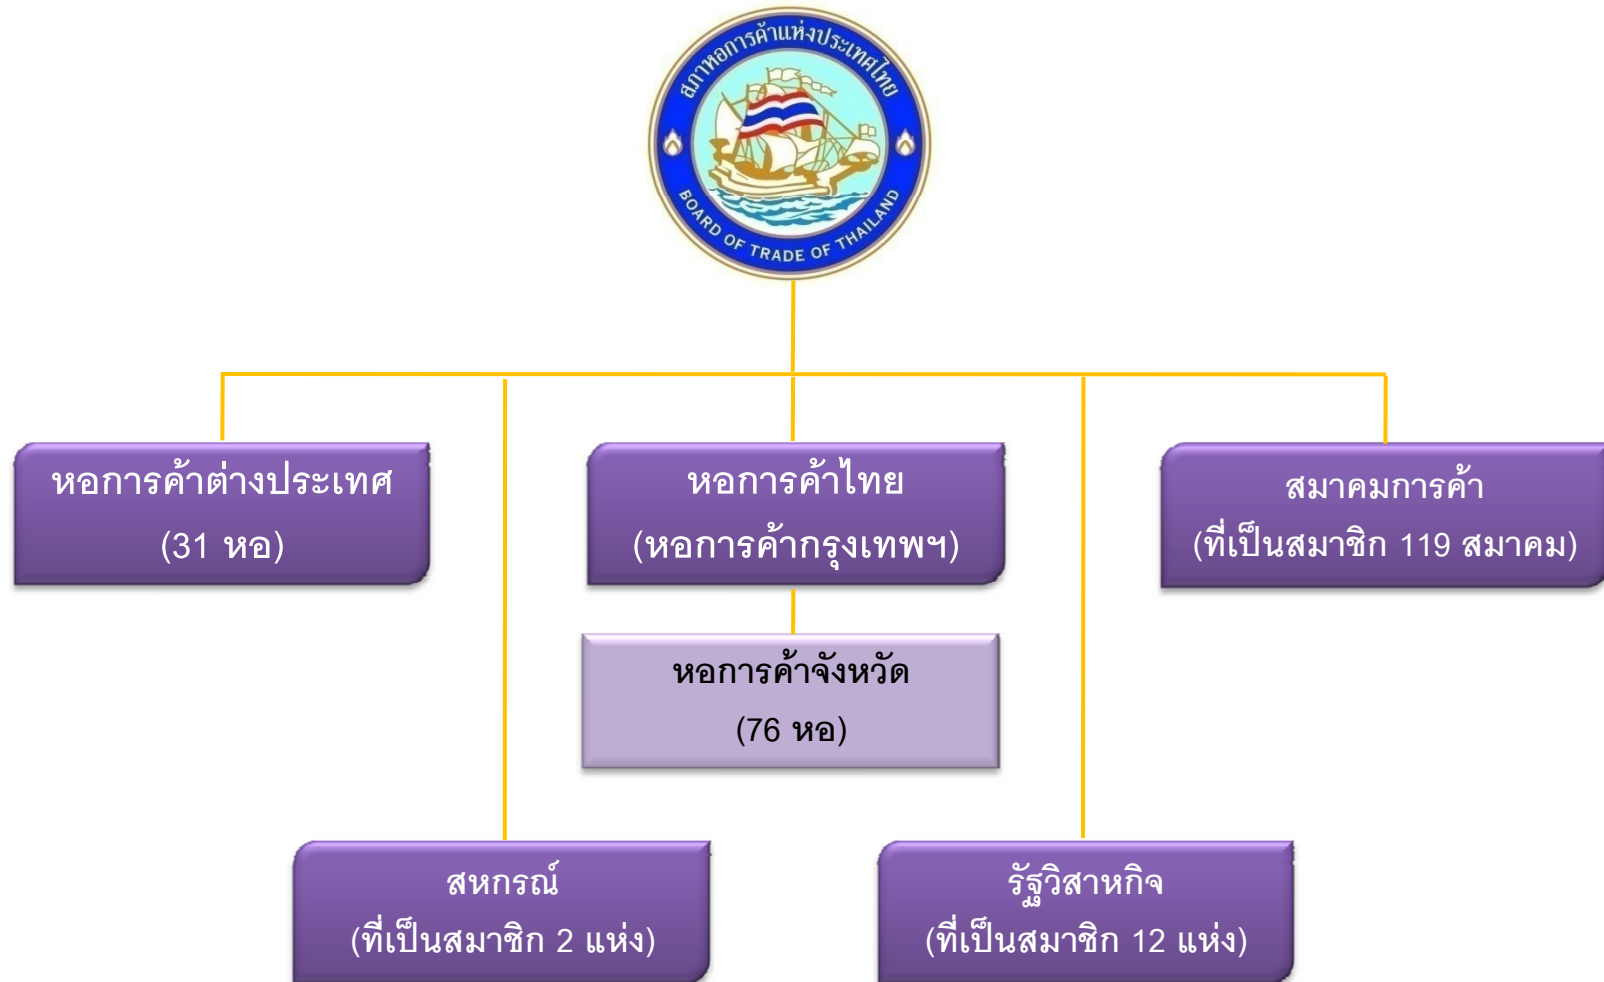 สภาหอการค้าแห่งประเทศไทย
BOARD OF TRADE OF THAILAND
หอการค้าต่างประเทศ
(31 หอ)
หอการค้าไทย
(หอการค้ากรุงเทพฯ)
สมาคมการค้า
(ที่เป็นสมาชิก 119 สมาคม)
หอการค้าจังหวัด
(76 หอ)
สหกรณ์
(ที่เป็นสมาชิก 2 แห่ง)
รัฐวิสาหกิจ
(ที่เป็นสมาชิก 12 แห่ง)